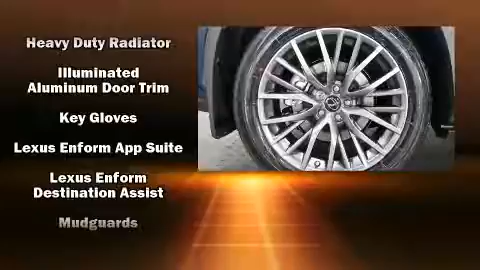 Heavy Duty Radiator
Illuminated
Aluminum Door Trim
Key Gloves
Lexus Enform App Suite
Lexus Enform
Destination Assist
Mudguards